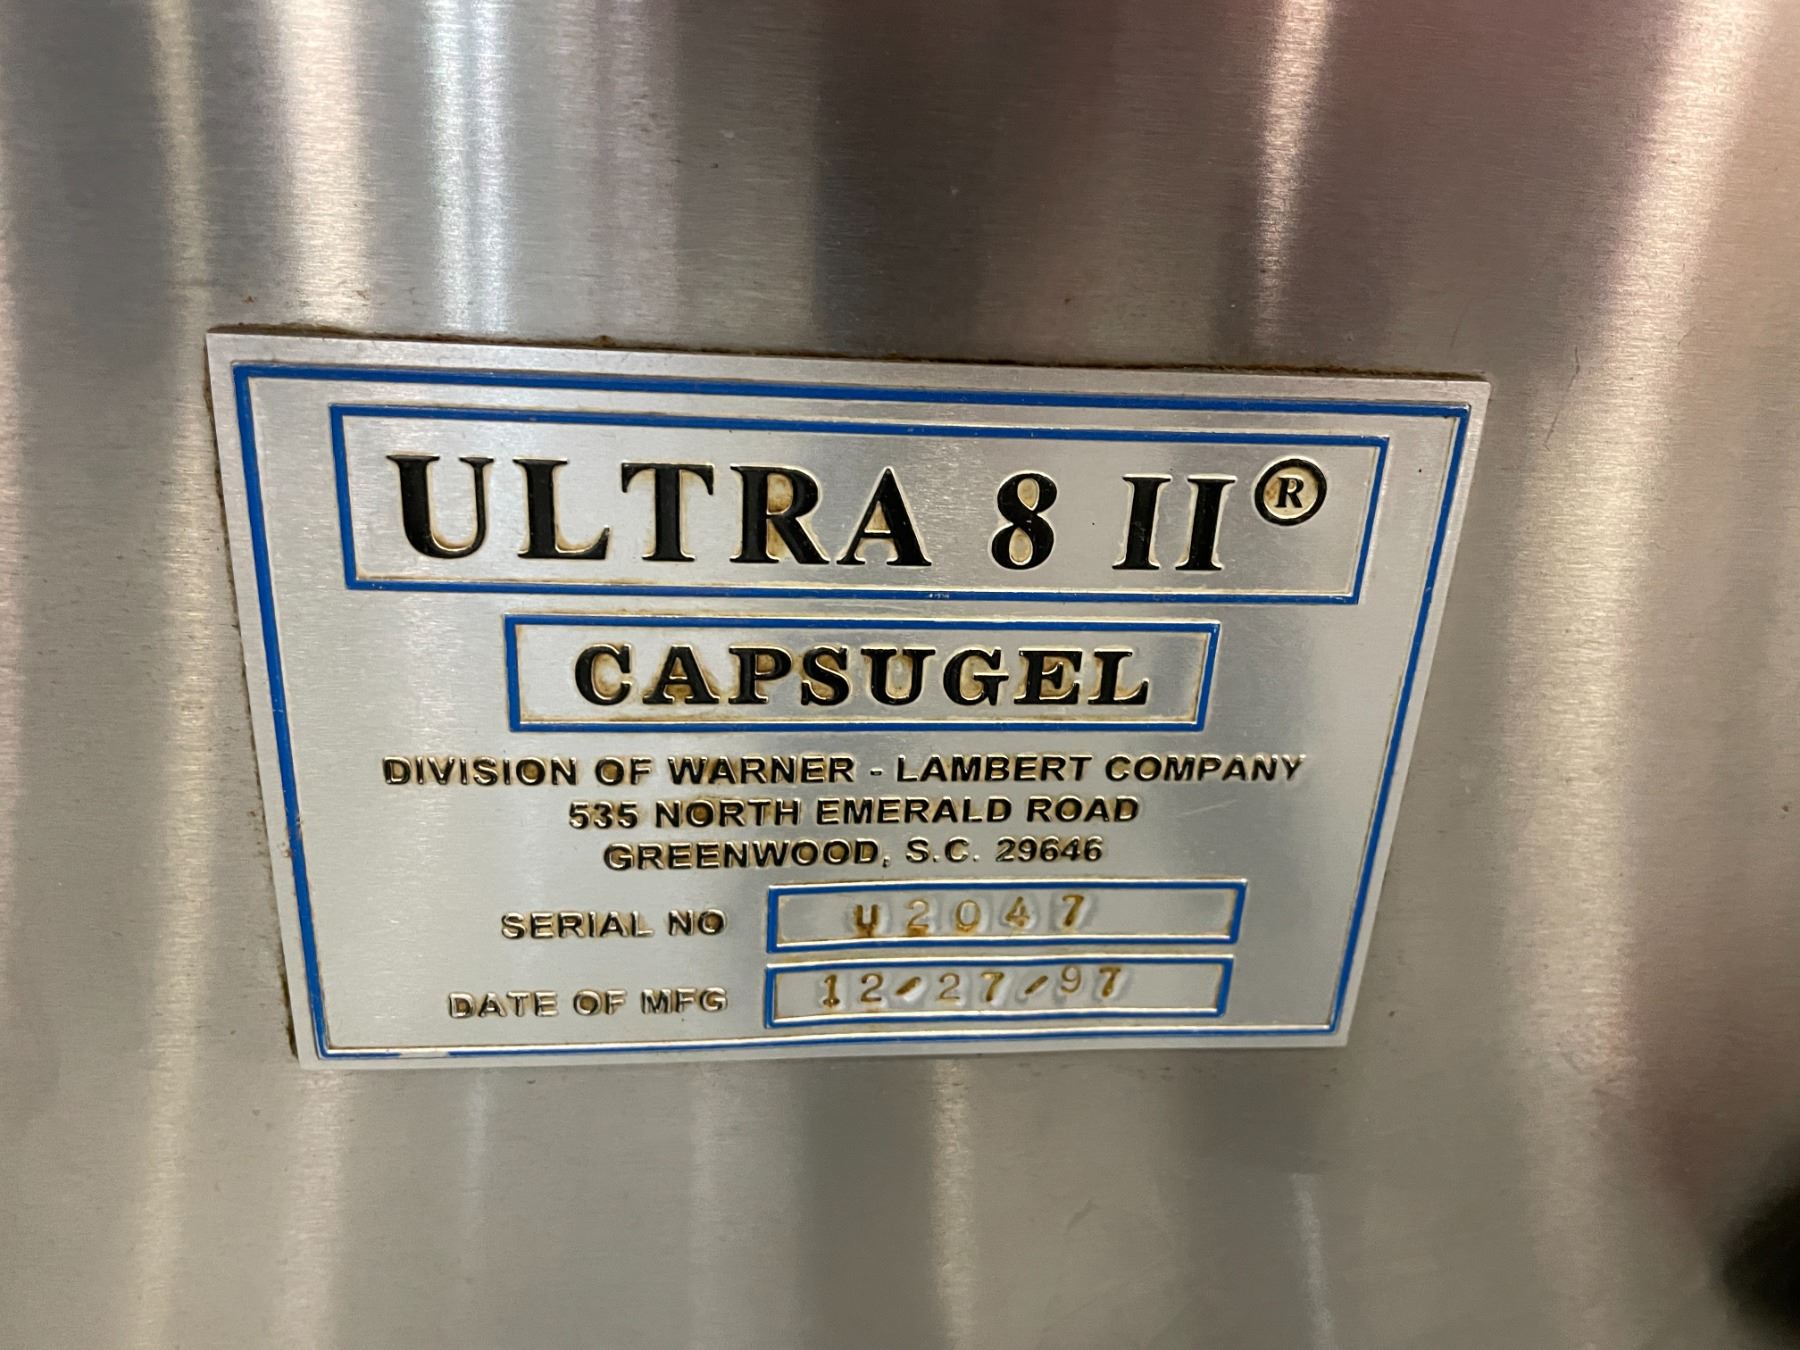 ULTRA 8 II®
CAPSUGEL
DIVISION OF WARNER - LAMBERT COMPANY
535 NORTH EMERALD ROAD
GREENWOOD, S.C. 29646
SERIAL NO U2047
DATE OF MFG 12/27/97